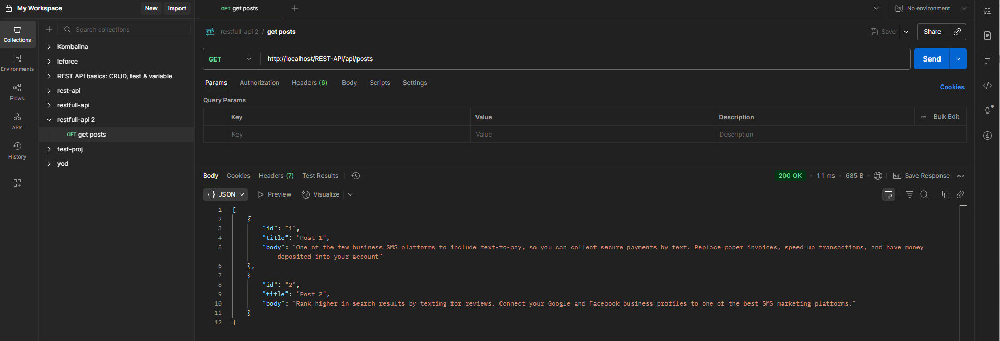 My Workspace
New
Import
GET get posts
No environment
Collections
Environments
Flows
APIs
History
Search collections
Kombalina
leforce
REST API basics: CRUD, test & variable
rest-api
restfull-api
restfull-api 2
GET get posts
test-proj
yod
HTTP
restfull-api 2 / get posts
Save
Share
GET
http://localhost/REST-API/api/posts
Send
Params
Authorization
Headers (6)
Body
Scripts
Settings
Cookies
Query Params
Key
Value
Description
Bulk Edit
Key
Value
Description
Body
Cookies
Headers (7)
Test Results
200 OK
11 ms
685 B
e.g.
Save Response
{} JSON
Preview
Visualize
1 [
2 {
3 "id": "1",
4 "title": "Post 1",
5 "body": "One of the few business SMS platforms to include text-to-pay, so you can collect secure payments by text. Replace paper invoices, speed up transactions, and have money
deposited into your account"
6 },
7 {
8 "id": "2",
9 "title": "Post 2",
10 "body": "Rank higher in search results by texting for reviews. Connect your Google and Facebook business profiles to one of the best SMS marketing platforms."
11 }
12 ]